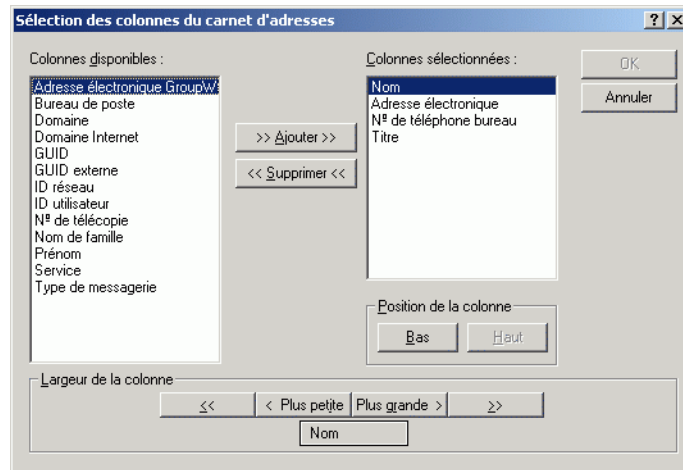 Sélection des colonnes du carnet d'adresses
Colonnes disponibles :
Adresse électronique GroupW
Bureau de poste
Domaine
Domaine Internet
GUID
GUID externe
ID réseau
ID utilisateur
Nº de télécopie
Nom de famille
Prénom
Service
Type de messagerie
>> Ajouter >>
<< Supprimer <<
Colonnes sélectionnées :
Nom
Adresse électronique
Nº de téléphone bureau
Titre
OK
Annuler
Position de la colonne
Bas
Haut
Largeur de la colonne
<<
< Plus petite
Plus grande >
>>
Nom